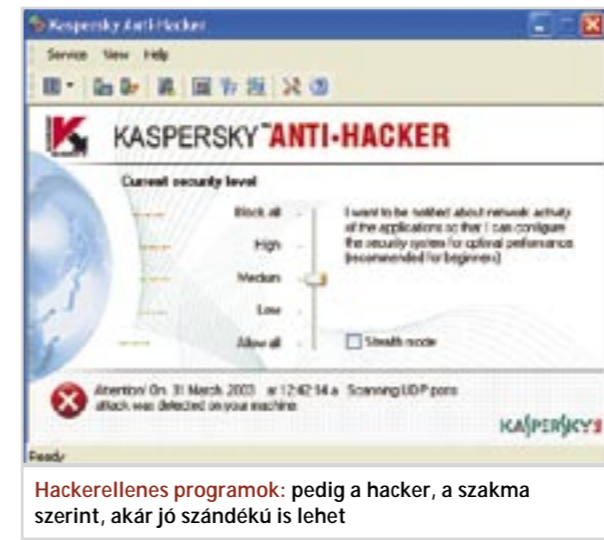 Kaspersky Anti-Hacker
Service View Help
KASPERSKY ANTI-HACKER
Current security level
Block all
High
Medium
Low
Allow all
I want to be notified about network activity
of the applications so that I can configure
the security system for optimal performance
(recommended for beginners)
Stealth mode
Attention! On 31 March 2003 at 12:42:14 a Scanning UDP ports
attack was detected on your machine
KASPERSKY
Ready
Hackerellenes programok: pedig a hacker, a szakma
szerint, akár jó szándékú is lehet